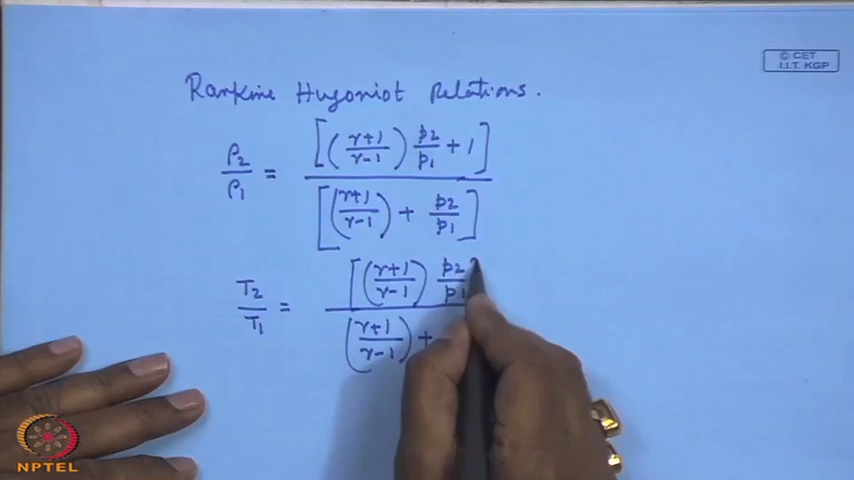 © CET
I.I.T. KGP
Rankine Hugoniot Relations.
ρ2/ρ1 = [((γ+1)/(γ-1)) p2/p1 + 1] / [((γ+1)/(γ-1)) + p2/p1]
T2/T1 = [((γ+1)/(γ-1)) p2/p1 ] / ((γ+1)/(γ-1)) +
NPTEL